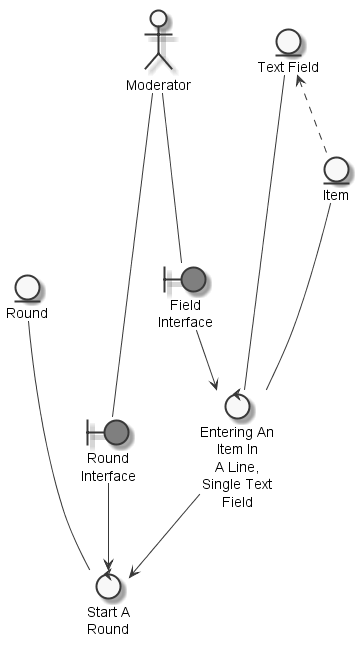 Text Field
Moderator
Item
Round
Field
Interface
Entering An
Item In
A Line,
Single Text
Field
Round
Interface
Start A
Round